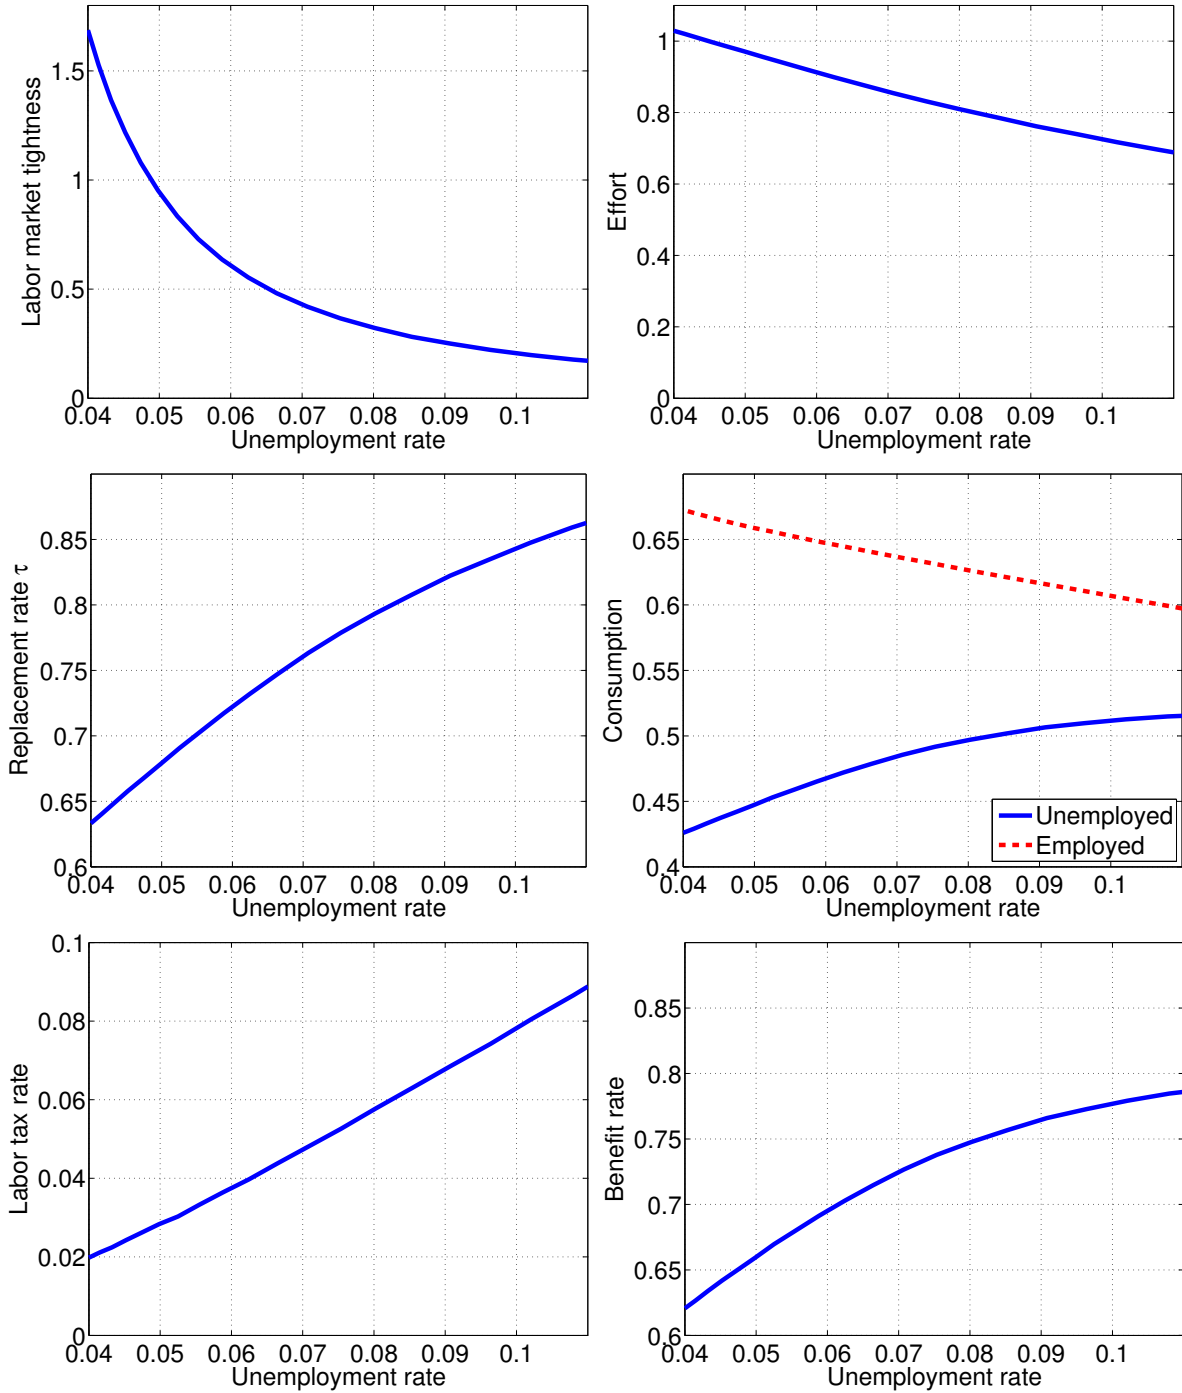 Labor market tightness
1.5
1
0.5
0
0.04 0.05 0.06 0.07 0.08 0.09 0.1
Unemployment rate
Effort
1
0.8
0.6
0.4
0.2
0
0.04 0.05 0.06 0.07 0.08 0.09 0.1
Unemployment rate
Replacement rate τ
0.85
0.8
0.75
0.7
0.65
0.6
0.04 0.05 0.06 0.07 0.08 0.09 0.1
Unemployment rate
Consumption
0.65
0.6
0.55
0.5
0.45
0.4
0.04 0.05 0.06 0.07 0.08 0.09 0.1
Unemployment rate
Unemployed
Employed
Labor tax rate
0.1
0.08
0.06
0.04
0.02
0
0.04 0.05 0.06 0.07 0.08 0.09 0.1
Unemployment rate
Benefit rate
0.85
0.8
0.75
0.7
0.65
0.6
0.04 0.05 0.06 0.07 0.08 0.09 0.1
Unemployment rate